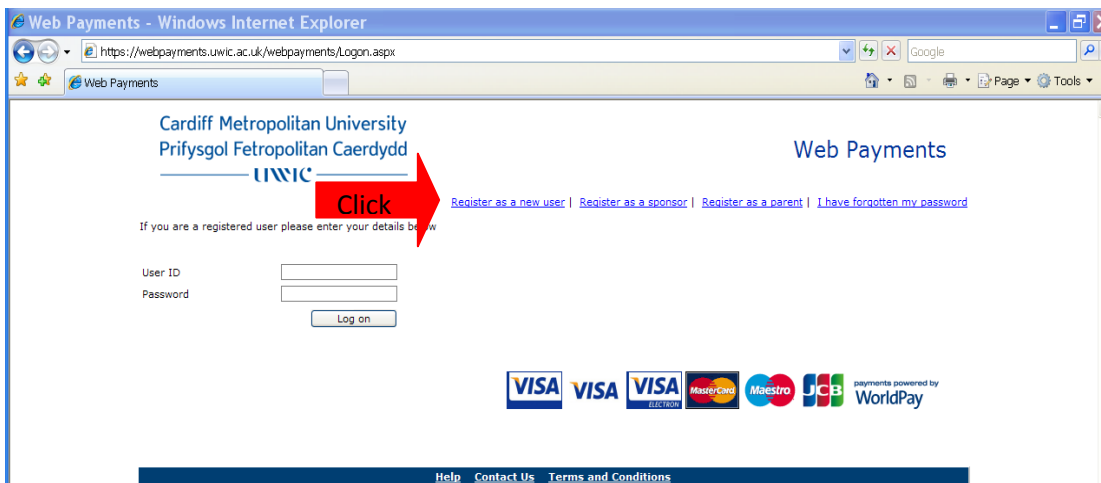 Web Payments - Windows Internet Explorer
https://webpayments.uwic.ac.uk/webpayments/Logon.aspx
Google
Web Payments
Page
Tools
Cardiff Metropolitan University
Prifysgol Fetropolitan Caerdydd
uwic
Web Payments
Click
Register as a new user | Register as a sponsor | Register as a parent | I have forgotten my password
If you are a registered user please enter your details below
User ID
Password
Log on
VISA
VISA
VISA
ELECTRON
MasterCard
Maestro
JCB
payments powered by
WorldPay
Help Contact Us Terms and Conditions